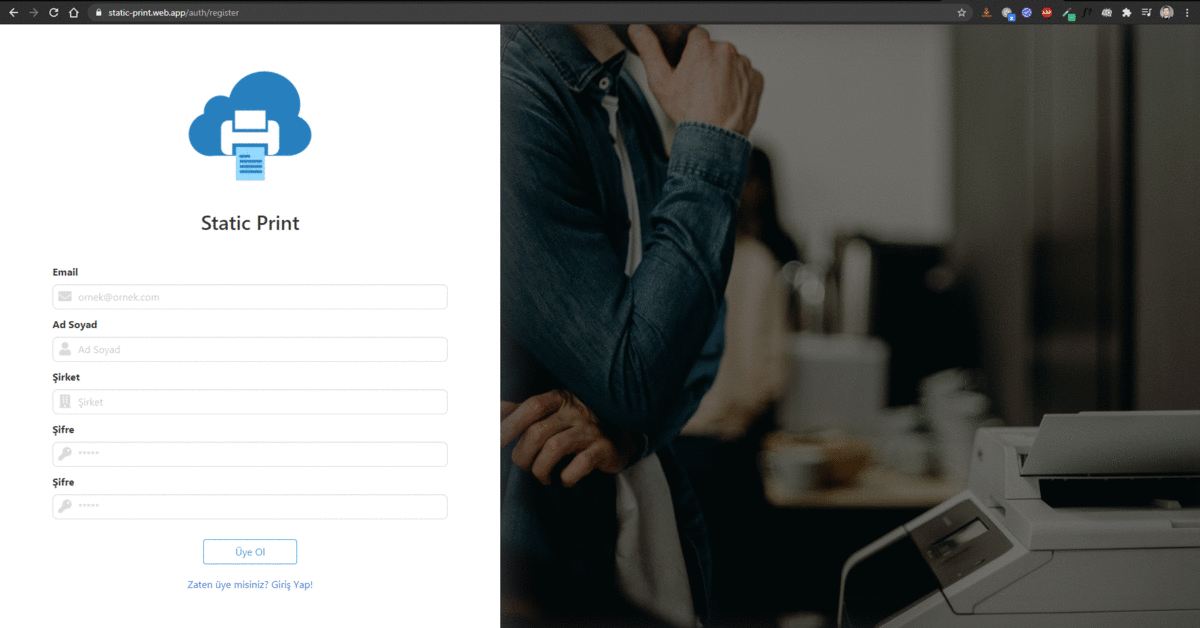 static-print.web.app/auth/register
Static Print
Email
ornek@ornek.com
Ad Soyad
Ad Soyad
Şirket
Şirket
Şifre
*****
Şifre
*****
Üye Ol
Zaten üye misiniz? Giriş Yap!